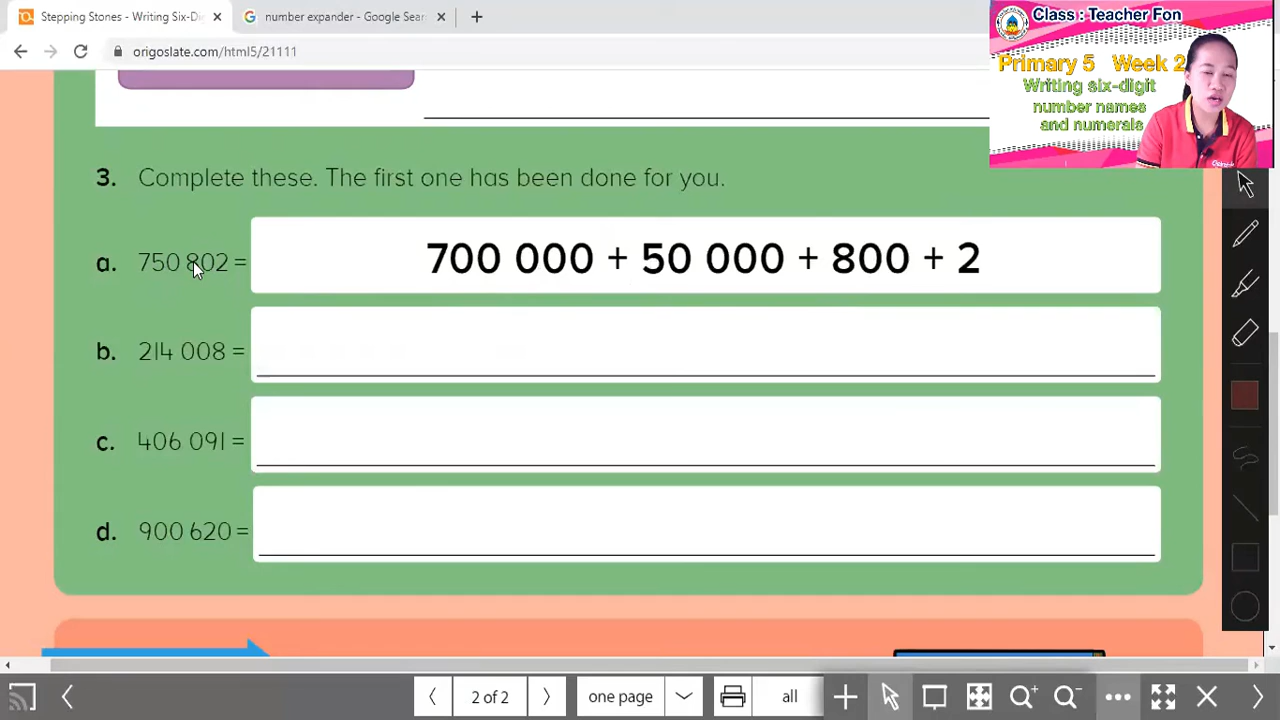 Stepping Stones - Writing Six-Di
number expander - Google Sear
origoslate.com/html5/21111
Class : Teacher Fon
Primary 5 Week 2
Writing six-digit
number names
and numerals
3. Complete these. The first one has been done for you.
a. 750 802 = 700 000 + 50 000 + 800 + 2
b. 214 008 =
c. 406 091 =
d. 900 620 =
2 of 2
one page
all